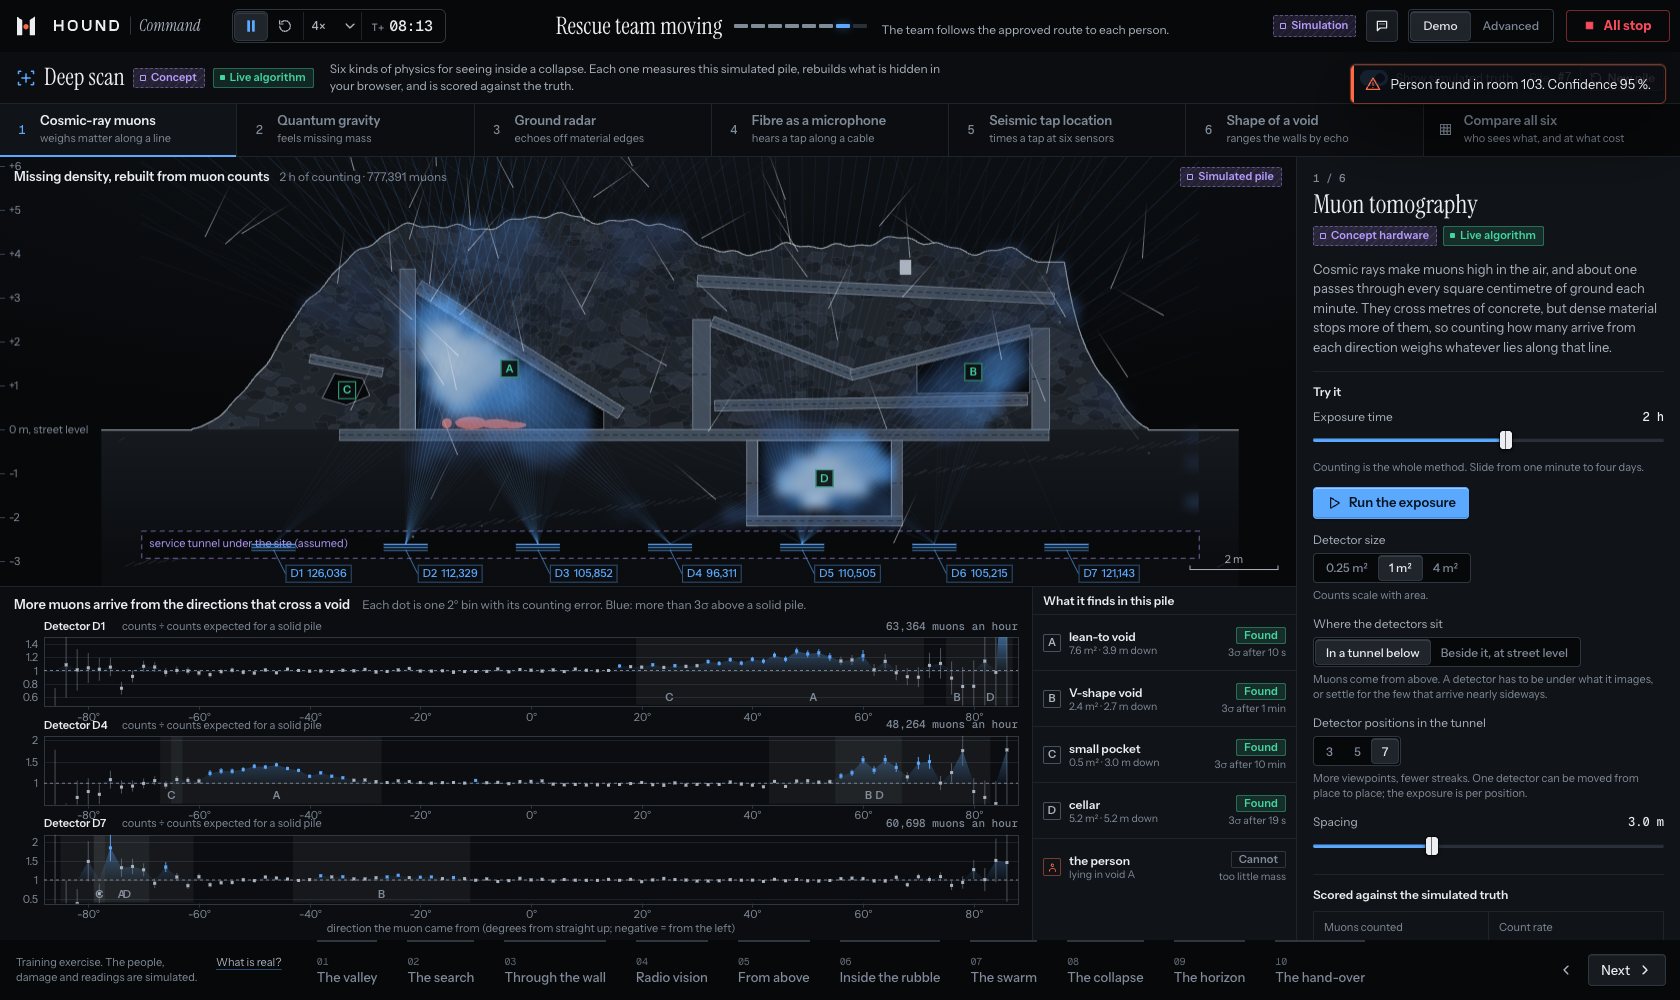 HOUND Command
4×
T+ 08:13
Rescue team moving
The team follows the approved route to each person.
Simulation
Demo
Advanced
All stop
Deep scan
Concept
Live algorithm
Six kinds of physics for seeing inside a collapse. Each one measures this simulated pile, rebuilds what is hidden in
your browser, and is scored against the truth.
Person found in room 103. Confidence 95 %.
1 Cosmic-ray muons
weighs matter along a line
2 Quantum gravity
feels missing mass
3 Ground radar
echoes off material edges
4 Fibre as a microphone
hears a tap along a cable
5 Seismic tap location
times a tap at six sensors
6 Shape of a void
ranges the walls by echo
Compare all six
who sees what, and at what cost
Missing density, rebuilt from muon counts
2 h of counting · 777,391 muons
Simulated pile
+6
+5
+4
+3
+2
+1
0 m, street level
-1
-2
-3
A
B
C
D
service tunnel under the site (assumed)
2 m
D1 126,036
D2 112,329
D3 105,852
D4 96,311
D5 110,505
D6 105,215
D7 121,143
More muons arrive from the directions that cross a void
Each dot is one 2° bin with its counting error. Blue: more than 3σ above a solid pile.
Detector D1
counts ÷ counts expected for a solid pile
63,364 muons an hour
1.4
1.2
1
0.8
0.6
C A B D
-80° -60° -40° -20° 0° 20° 40° 60° 80°
Detector D4
counts ÷ counts expected for a solid pile
48,264 muons an hour
2
1.5
1
C A B D
-80° -60° -40° -20° 0° 20° 40° 60° 80°
Detector D7
counts ÷ counts expected for a solid pile
60,698 muons an hour
2
1.5
1
0.5
C A D B
-80° -60° -40° -20° 0° 20° 40° 60° 80°
direction the muon came from (degrees from straight up; negative = from the left)
What it finds in this pile
A lean-to void Found
7.6 m² · 3.9 m down 3σ after 10 s
B V-shape void Found
2.4 m² · 2.7 m down 3σ after 1 min
C small pocket Found
0.5 m² · 3.0 m down 3σ after 10 min
D cellar Found
5.2 m² · 5.2 m down 3σ after 19 s
the person Cannot
lying in void A too little mass
1 / 6
Muon tomography
Concept hardware
Live algorithm
Cosmic rays make muons high in the air, and about one
passes through every square centimetre of ground each
minute. They cross metres of concrete, but dense material
stops more of them, so counting how many arrive from
each direction weighs whatever lies along that line.
Try it
Exposure time 2 h
Counting is the whole method. Slide from one minute to four days.
Run the exposure
Detector size
0.25 m² 1 m² 4 m²
Counts scale with area.
Where the detectors sit
In a tunnel below
Beside it, at street level
Muons come from above. A detector has to be under what it images,
or settle for the few that arrive nearly sideways.
Detector positions in the tunnel
3 5 7
More viewpoints, fewer streaks. One detector can be moved from
place to place; the exposure is per position.
Spacing 3.0 m
Scored against the simulated truth
Muons counted
Count rate
Training exercise. The people,
damage and readings are simulated.
What is real?
01 The valley
02 The search
03 Through the wall
04 Radio vision
05 From above
06 Inside the rubble
07 The swarm
08 The collapse
09 The horizon
10 The hand-over
Next